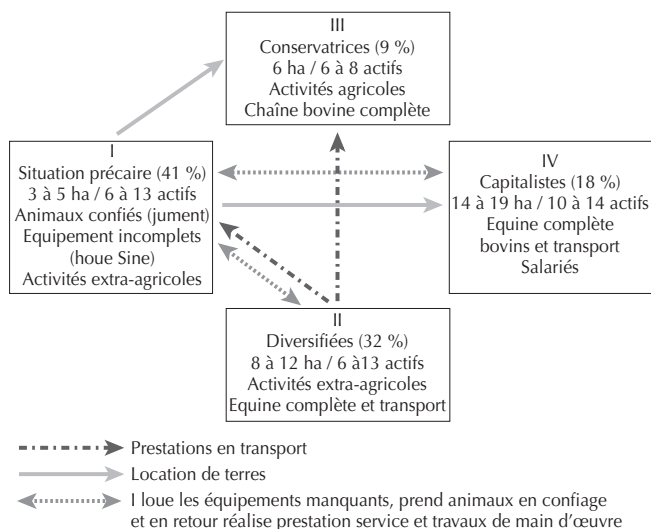 III
Conservatrices (9 %)
6 ha / 6 à 8 actifs
Activités agricoles
Chaîne bovine complète
I
Situation précaire (41 %)
3 à 5 ha / 6 à 13 actifs
Animaux confiés (jument)
Equipement incomplets
(houe Sine)
Activités extra-agricoles
IV
Capitalistes (18 %)
14 à 19 ha / 10 à 14 actifs
Equine complète
bovins et transport
Salariés
II
Diversifiées (32 %)
8 à 12 ha / 6 à13 actifs
Activités extra-agricoles
Equine complète et transport
Prestations en transport
Location de terres
I loue les équipements manquants, prend animaux en confiage
et en retour réalise prestation service et travaux de main d’œuvre